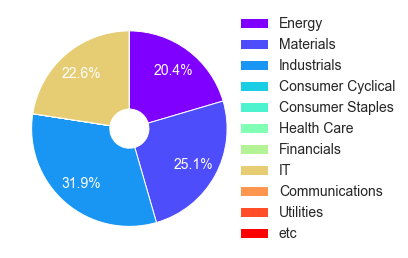 20.4%
25.1%
31.9%
22.6%
Energy
Materials
Industrials
Consumer Cyclical
Consumer Staples
Health Care
Financials
IT
Communications
Utilities
etc